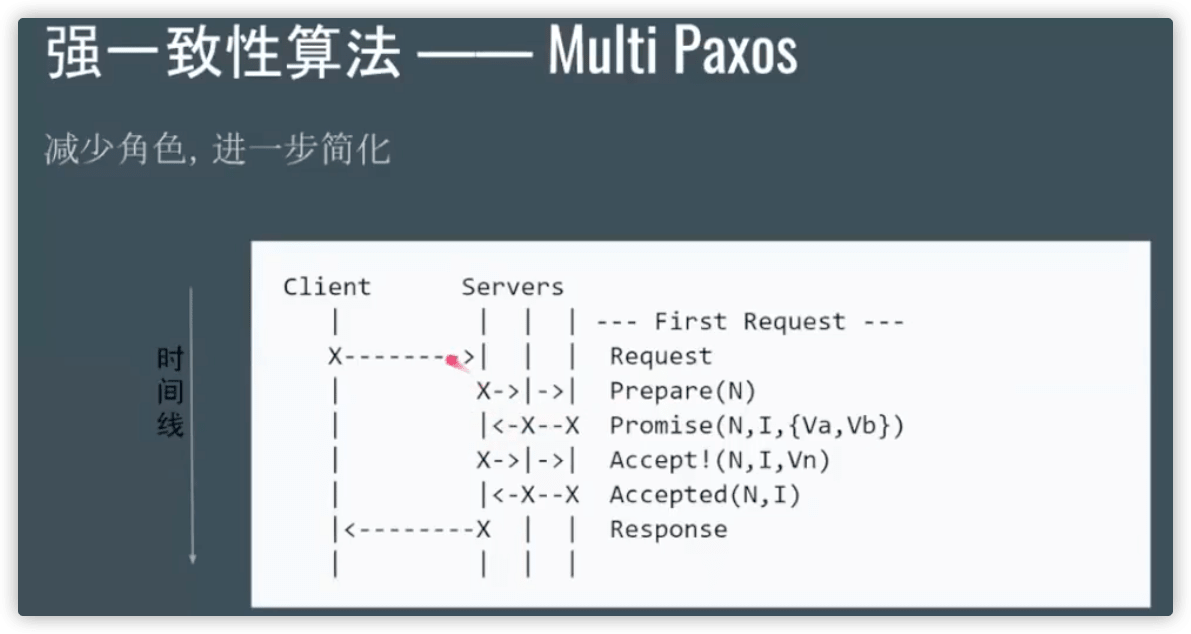 强一致性算法 —— Multi Paxos
减少角色, 进一步简化
时间线
Client Servers
| | | | --- First Request ---
X-------->| | | Request
| X->|->| Prepare(N)
| |<-X--X Promise(N,I,{Va,Vb})
| X->|->| Accept!(N,I,Vn)
| |<-X--X Accepted(N,I)
|<--------X | | Response
| | | |